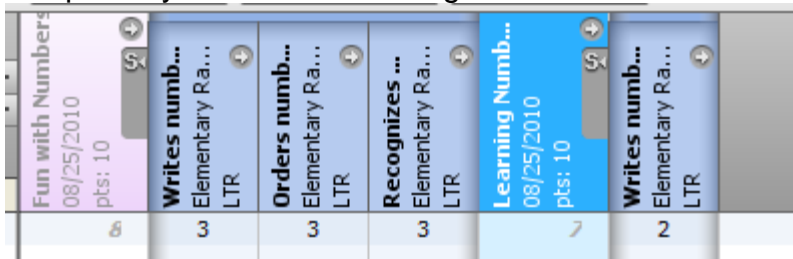 Fun with Numbers
08/25/2010
pts: 10
S
Writes numb...
Elementary Ra...
LTR
Orders numb...
Elementary Ra...
LTR
Recognizes ...
Elementary Ra...
LTR
Learning Numb...
08/25/2010
pts: 10
S
Writes numb...
Elementary Ra...
LTR
8
3
3
3
7
2